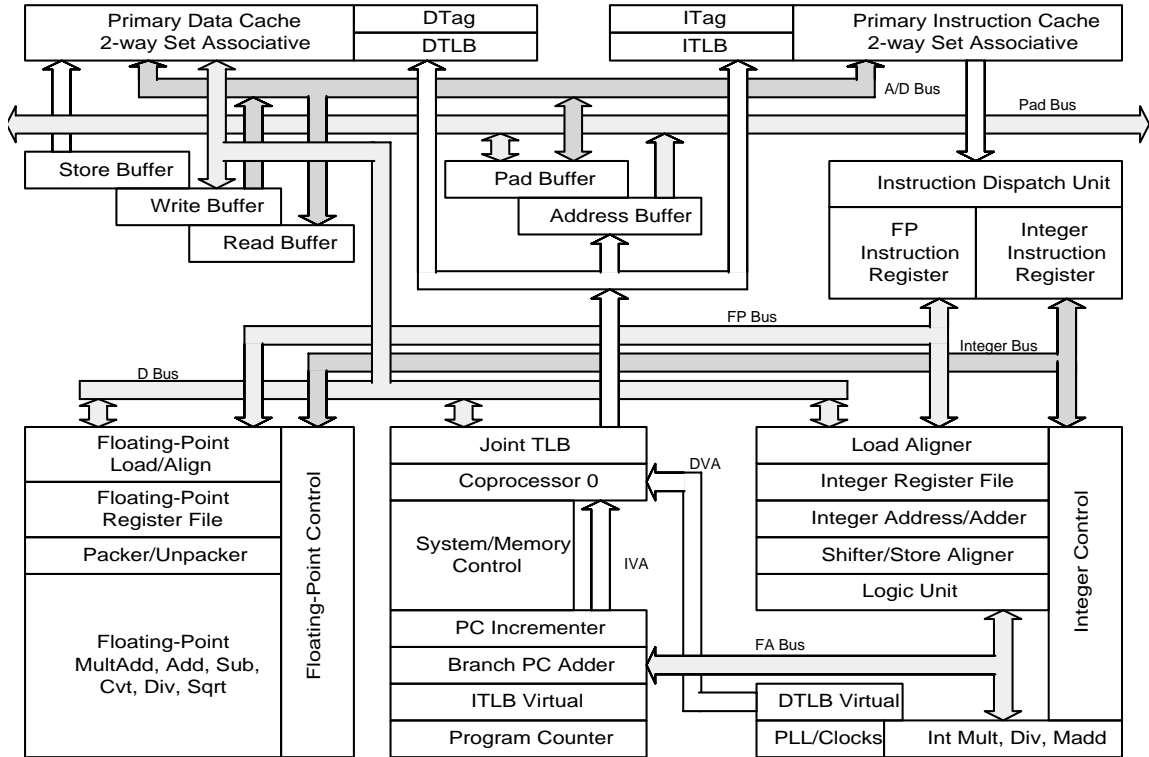 Primary Data Cache
2-way Set Associative
DTag
DTLB
ITag
ITLB
Primary Instruction Cache
2-way Set Associative
A/D Bus
Pad Bus
Store Buffer
Write Buffer
Read Buffer
Pad Buffer
Address Buffer
Instruction Dispatch Unit
FP
Instruction
Register
Integer
Instruction
Register
FP Bus
Integer Bus
D Bus
Floating-Point
Load/Align
Floating-Point
Register File
Packer/Unpacker
Floating-Point
MultAdd, Add, Sub,
Cvt, Div, Sqrt
Floating-Point Control
Joint TLB
Coprocessor 0
System/Memory
Control
PC Incrementer
Branch PC Adder
ITLB Virtual
Program Counter
DVA
IVA
FA Bus
Load Aligner
Integer Register File
Integer Address/Adder
Shifter/Store Aligner
Logic Unit
Integer Control
DTLB Virtual
PLL/Clocks
Int Mult, Div, Madd